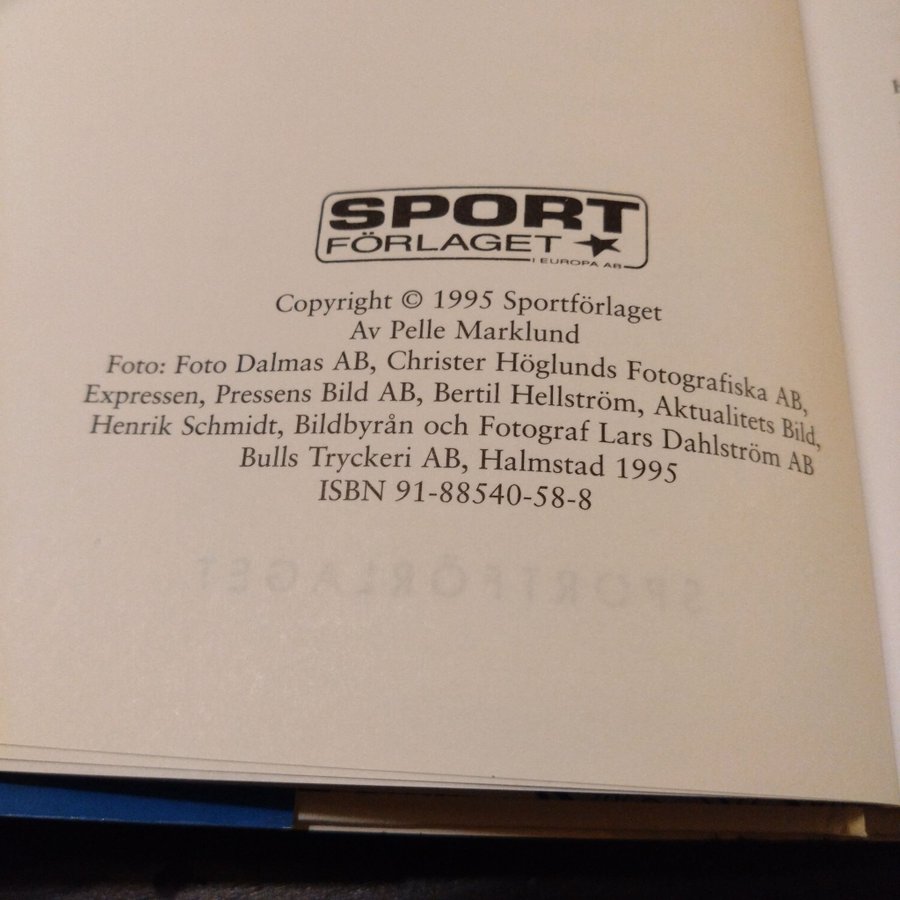 SPORT
FÖRLAGET
I EUROPA AB
Copyright © 1995 Sportförlaget
Av Pelle Marklund
Foto: Foto Dalmas AB, Christer Höglunds Fotografiska AB,
Expressen, Pressens Bild AB, Bertil Hellström, Aktualitets Bild,
Henrik Schmidt, Bildbyrån och Fotograf Lars Dahlström AB
Bulls Tryckeri AB, Halmstad 1995
ISBN 91-88540-58-8
SPORTFÖRLAGET